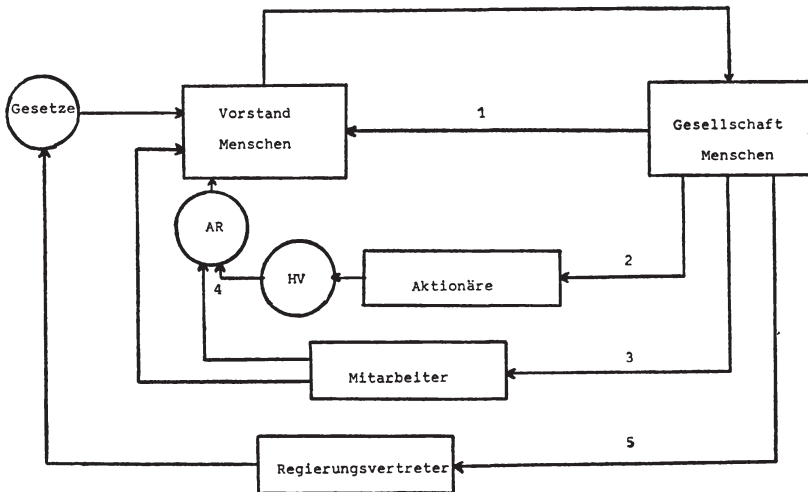 Gesetze
Vorstand
Menschen
1
Gesellschaft
Menschen
AR
4
HV
Aktionäre
2
Mitarbeiter
3
Regierungsvertreter
5